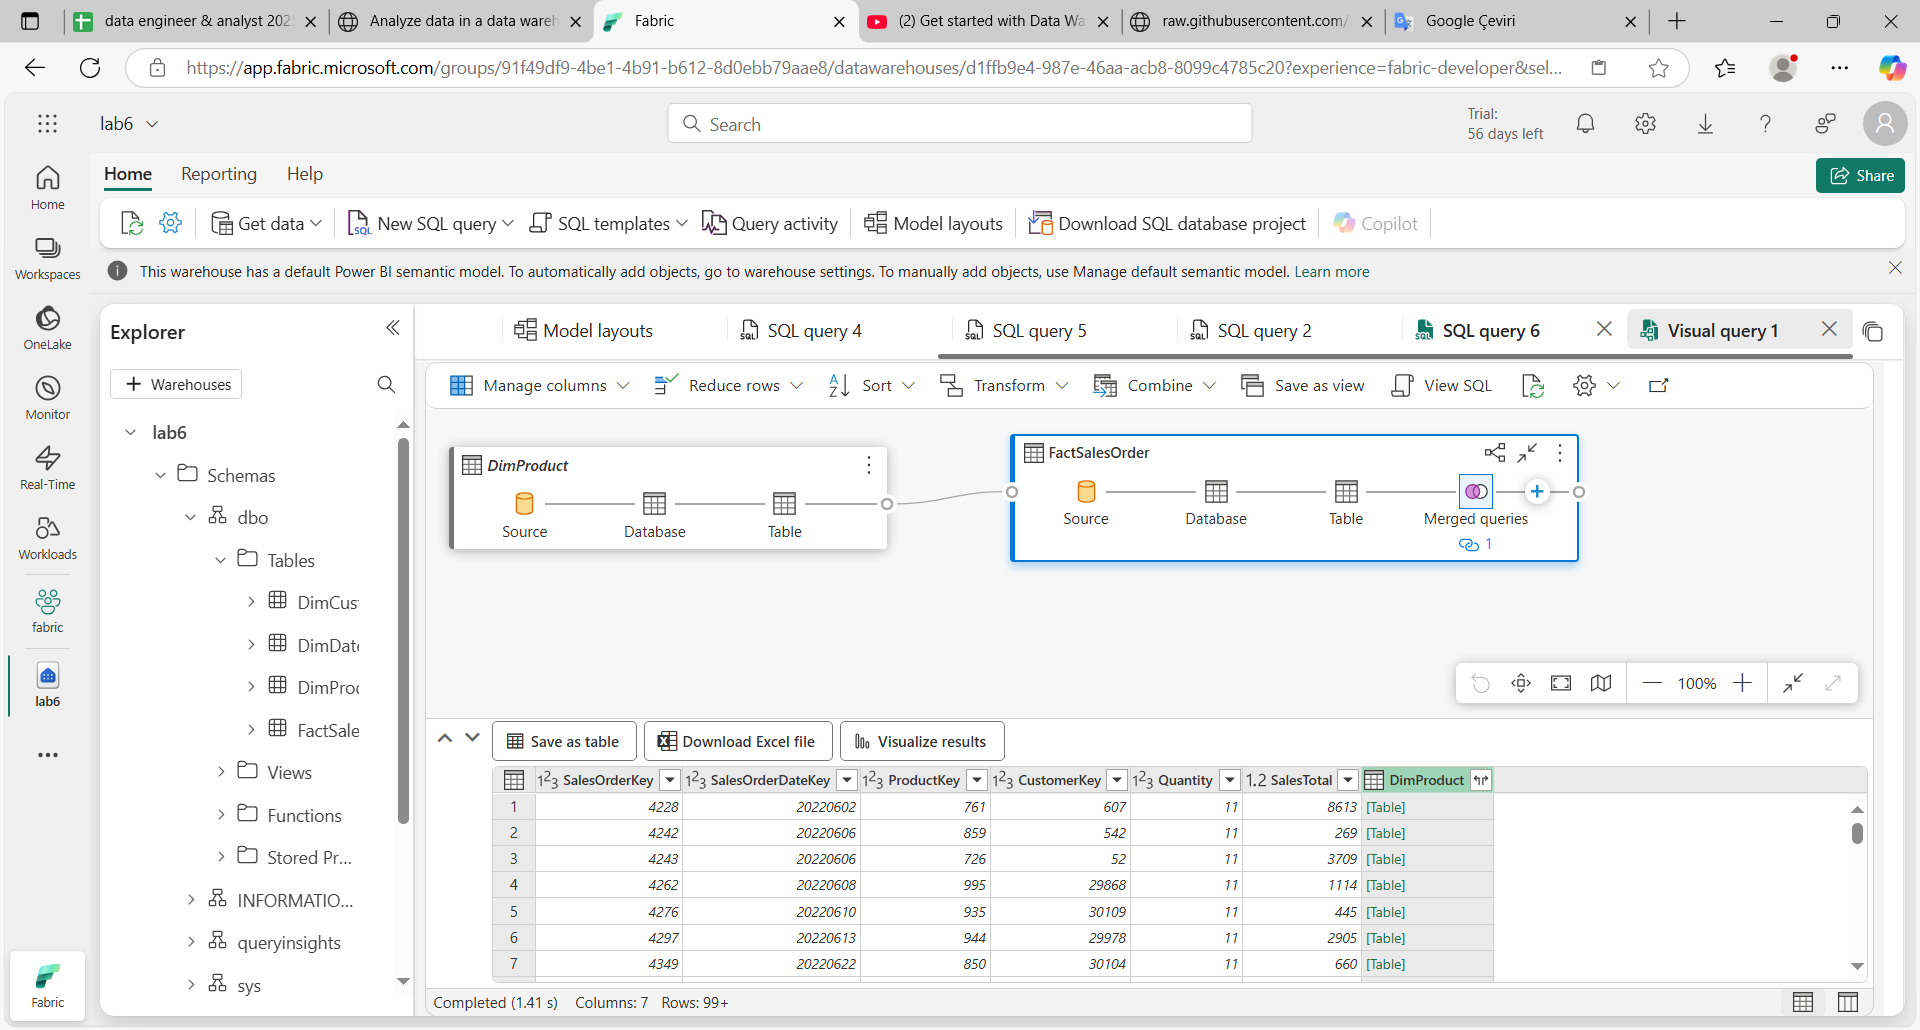 data engineer & analyst 202
Analyze data in a data wareh
Fabric
(2) Get started with Data Wa
raw.githubusercontent.com/
Google Çeviri
https://app.fabric.microsoft.com/groups/91f49df9-4be1-4b91-b612-8d0ebb79aae8/datawarehouses/d1ffb9e4-987e-46aa-acb8-8099c4785c20?experience=fabric-developer&sel...
lab6
Search
Trial:
56 days left
Home
Reporting
Help
Share
Get data
New SQL query
SQL templates
Query activity
Model layouts
Download SQL database project
Copilot
This warehouse has a default Power BI semantic model. To automatically add objects, go to warehouse settings. To manually add objects, use Manage default semantic model. Learn more
Home
Workspaces
OneLake
Monitor
Real-Time
Workloads
fabric
lab6
Fabric
Explorer
Warehouses
lab6
Schemas
dbo
Tables
DimCus
DimDate
DimProd
FactSale
Views
Functions
Stored Pr...
INFORMATIO...
queryinsights
sys
Model layouts
SQL query 4
SQL query 5
SQL query 2
SQL query 6
Visual query 1
Manage columns
Reduce rows
Sort
Transform
Combine
Save as view
View SQL
DimProduct
Source
Database
Table
FactSalesOrder
Source
Database
Table
Merged queries
1
100%
Save as table
Download Excel file
Visualize results
123 SalesOrderKey 123 SalesOrderDateKey 123 ProductKey 123 CustomerKey 123 Quantity 1.2 SalesTotal DimProduct
1 4228 20220602 761 607 11 8613 [Table]
2 4242 20220606 859 542 11 269 [Table]
3 4243 20220606 726 52 11 3709 [Table]
4 4262 20220608 995 29868 11 1114 [Table]
5 4276 20220610 935 30109 11 445 [Table]
6 4297 20220613 944 29978 11 2905 [Table]
7 4349 20220622 850 30104 11 660 [Table]
Completed (1.41 s) Columns: 7 Rows: 99+